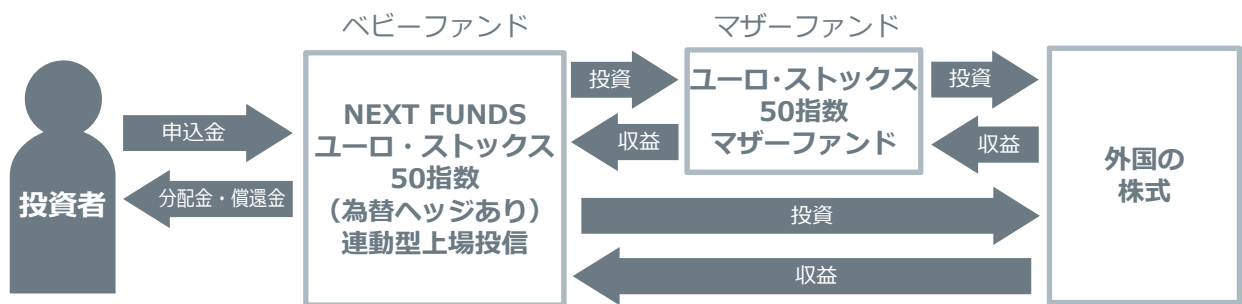 ベビーファンド
マザーファンド
投資者
申込金
分配金・償還金
NEXT FUNDS
ユーロ・ストックス
50指数
（為替ヘッジあり）
連動型上場投信
投資
収益
ユーロ・ストックス
50指数
マザーファンド
投資
収益
投資
収益
外国の
株式